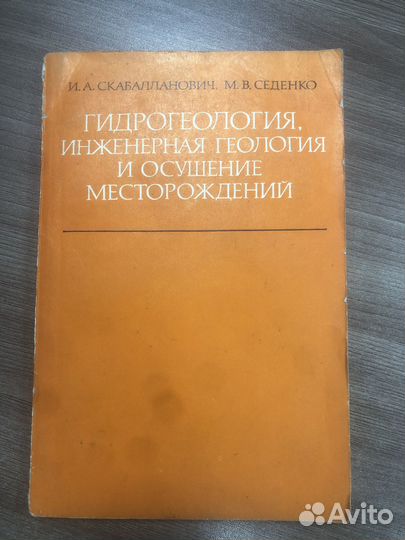 И. А. СКАБАЛЛАНОВИЧ, М. В. СЕДЕНКО
ГИДРОГЕОЛОГИЯ,
ИНЖЕНЕРНАЯ ГЕОЛОГИЯ
И ОСУШЕНИЕ
МЕСТОРОЖДЕНИЙ
Avito